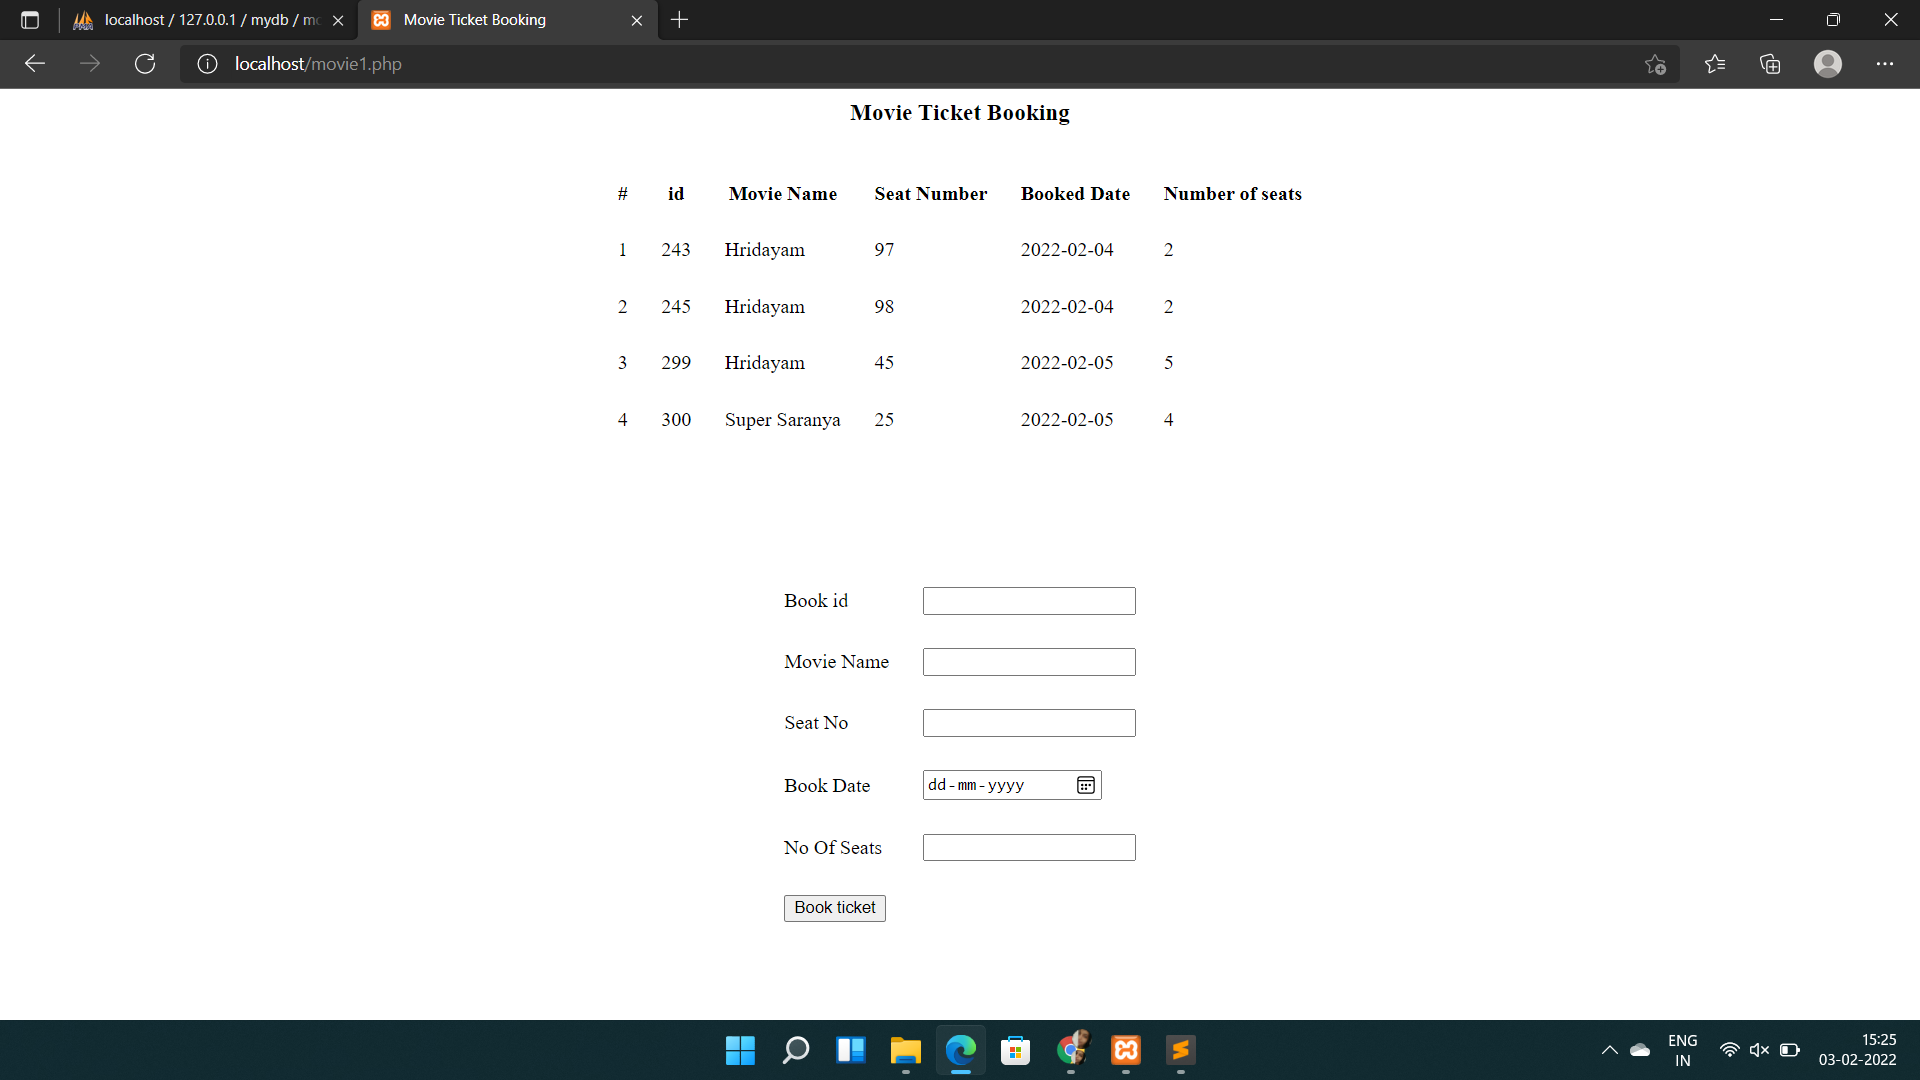 localhost / 127.0.0.1 / mydb / mo
Movie Ticket Booking
localhost/movie1.php
Movie Ticket Booking
# id Movie Name Seat Number Booked Date Number of seats
1 243 Hridayam 97 2022-02-04 2
2 245 Hridayam 98 2022-02-04 2
3 299 Hridayam 45 2022-02-05 5
4 300 Super Saranya 25 2022-02-05 4
Book id
Movie Name
Seat No
Book Date dd-mm-yyyy
No Of Seats
Book ticket
ENG 15:25
IN 03-02-2022